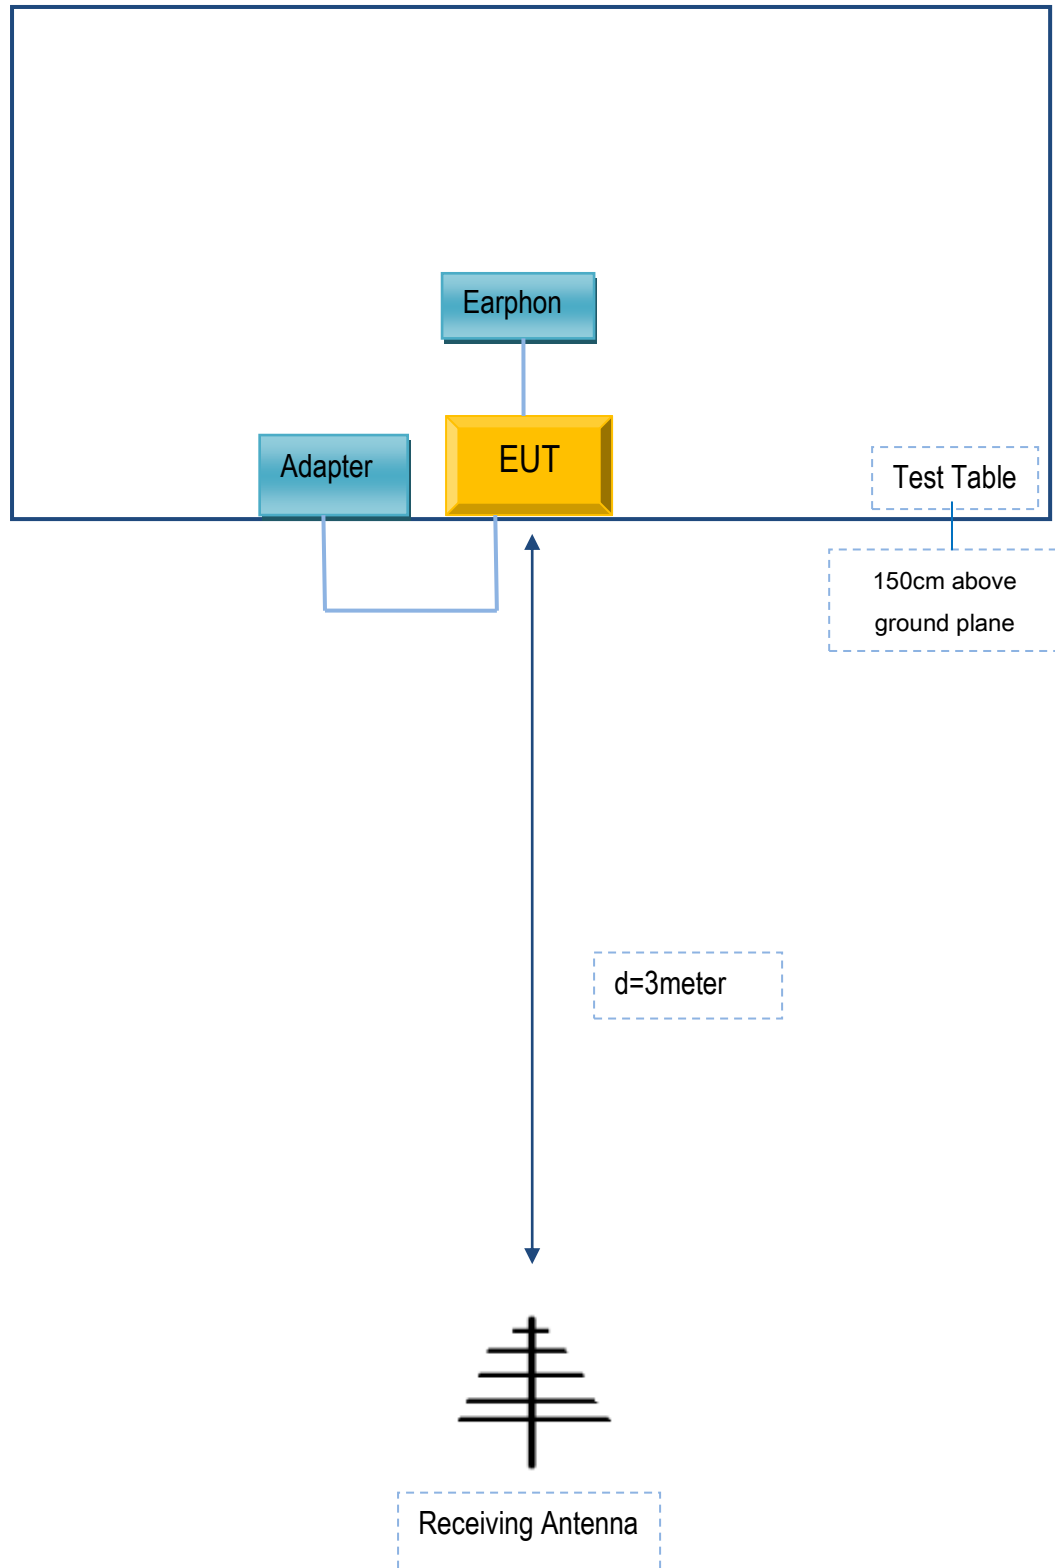 Earphon
Adapter
EUT
Test Table
150cm above
ground plane
d=3meter
Receiving Antenna